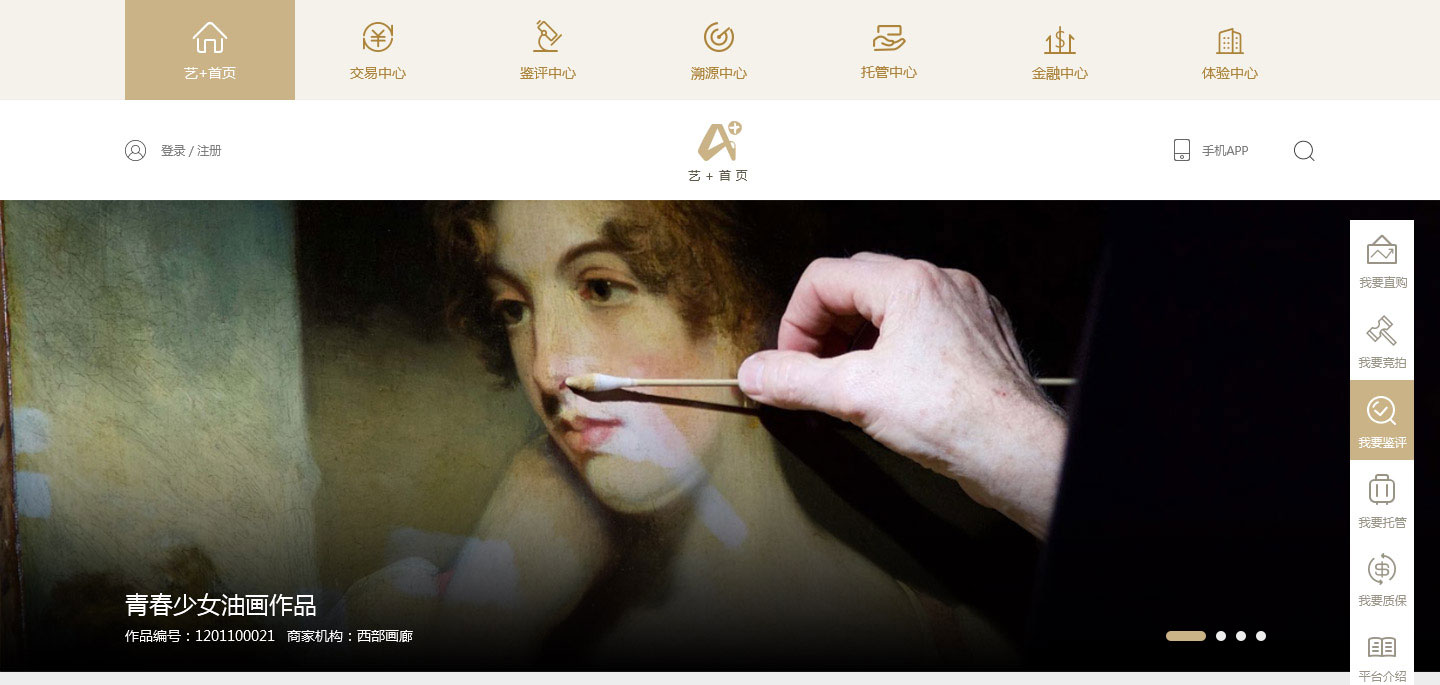 艺+首页
交易中心
鉴评中心
溯源中心
托管中心
金融中心
体验中心
登录 / 注册
艺 + 首 页
手机APP
我要直购
我要竞拍
我要鉴评
我要托管
我要质保
平台介绍
青春少女油画作品
作品编号：1201100021 商家机构：西部画廊